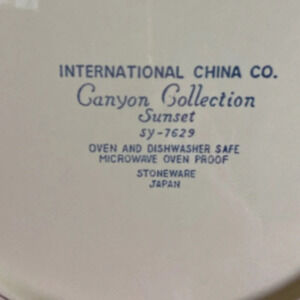 INTERNATIONAL CHINA CO.
Canyon Collection
Sunset
SY-7629
OVEN AND DISHWASHER SAFE
MICROWAVE OVEN PROOF
STONEWARE
JAPAN